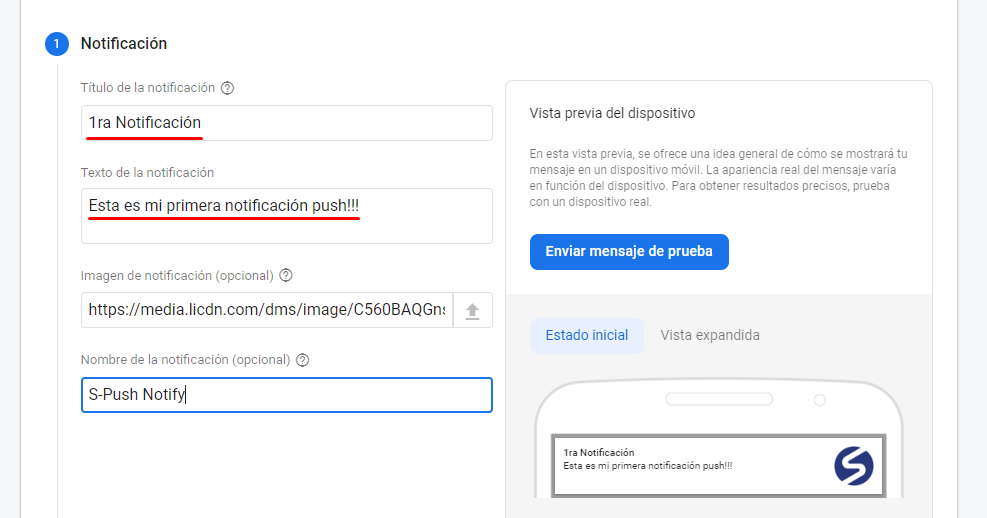 1 Notificación
Título de la notificación
1ra Notificación
Texto de la notificación
Esta es mi primera notificación push!!!
Imagen de notificación (opcional)
https://media.licdn.com/dms/image/C560BAQGn
Nombre de la notificación (opcional)
S-Push Notify
Vista previa del dispositivo
En esta vista previa, se ofrece una idea general de cómo se mostrará tu
mensaje en un dispositivo móvil. La apariencia real del mensaje varía
en función del dispositivo. Para obtener resultados precisos, prueba
con un dispositivo real.
Enviar mensaje de prueba
Estado inicial Vista expandida
1ra Notificación
Esta es mi primera notificación push!!!
S